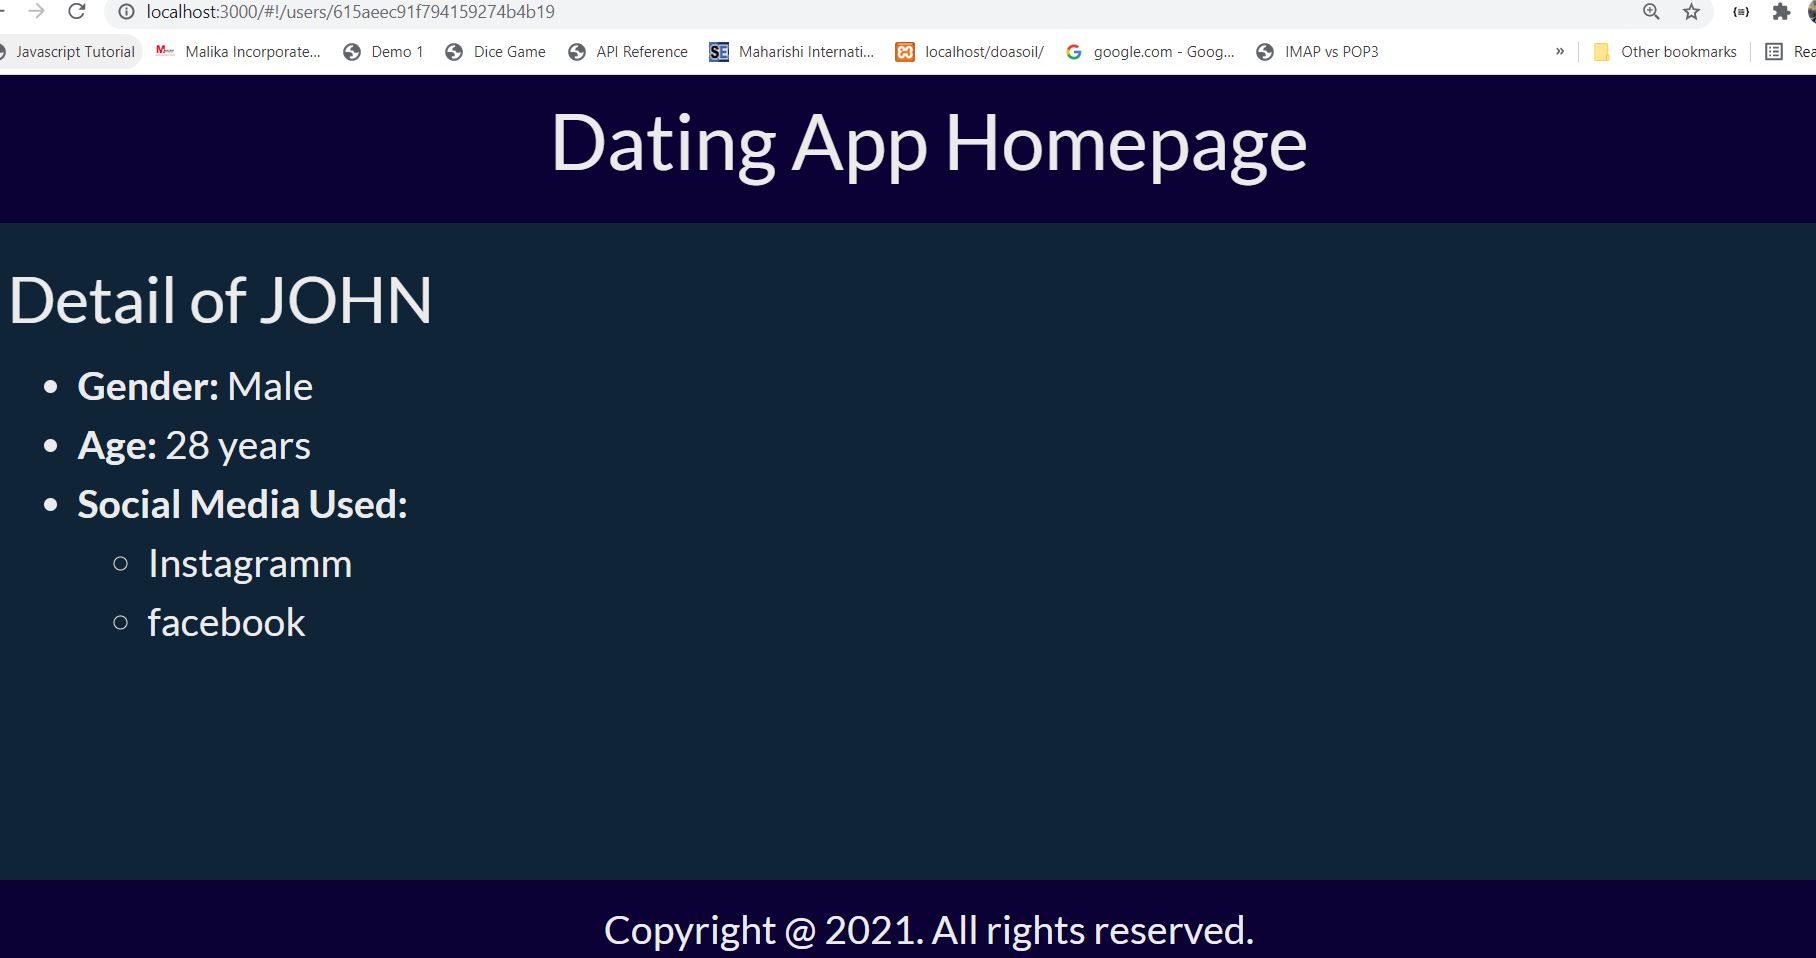 localhost:3000/#!/users/615aeec91f794159274b4b19
Javascript Tutorial Malika Incorporate... Demo 1 Dice Game API Reference Maharishi Internati... localhost/doasoil/ google.com - Goog... IMAP vs POP3 » Other bookmarks Rea
Dating App Homepage
Detail of JOHN
Gender: Male
Age: 28 years
Social Media Used:
Instagramm
facebook
Copyright @ 2021. All rights reserved.